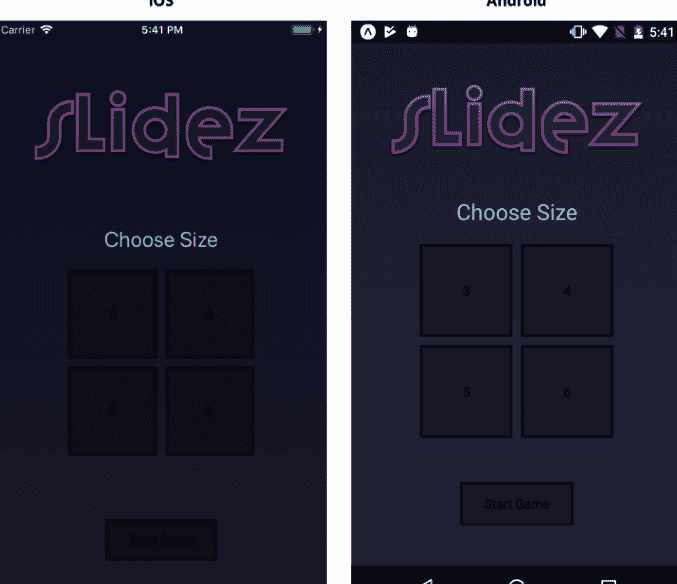 iOS
Carrier 5:41 PM
SLidez
Choose Size
Android
5:41
SLidez
Choose Size
3 4
5 6
Start Game